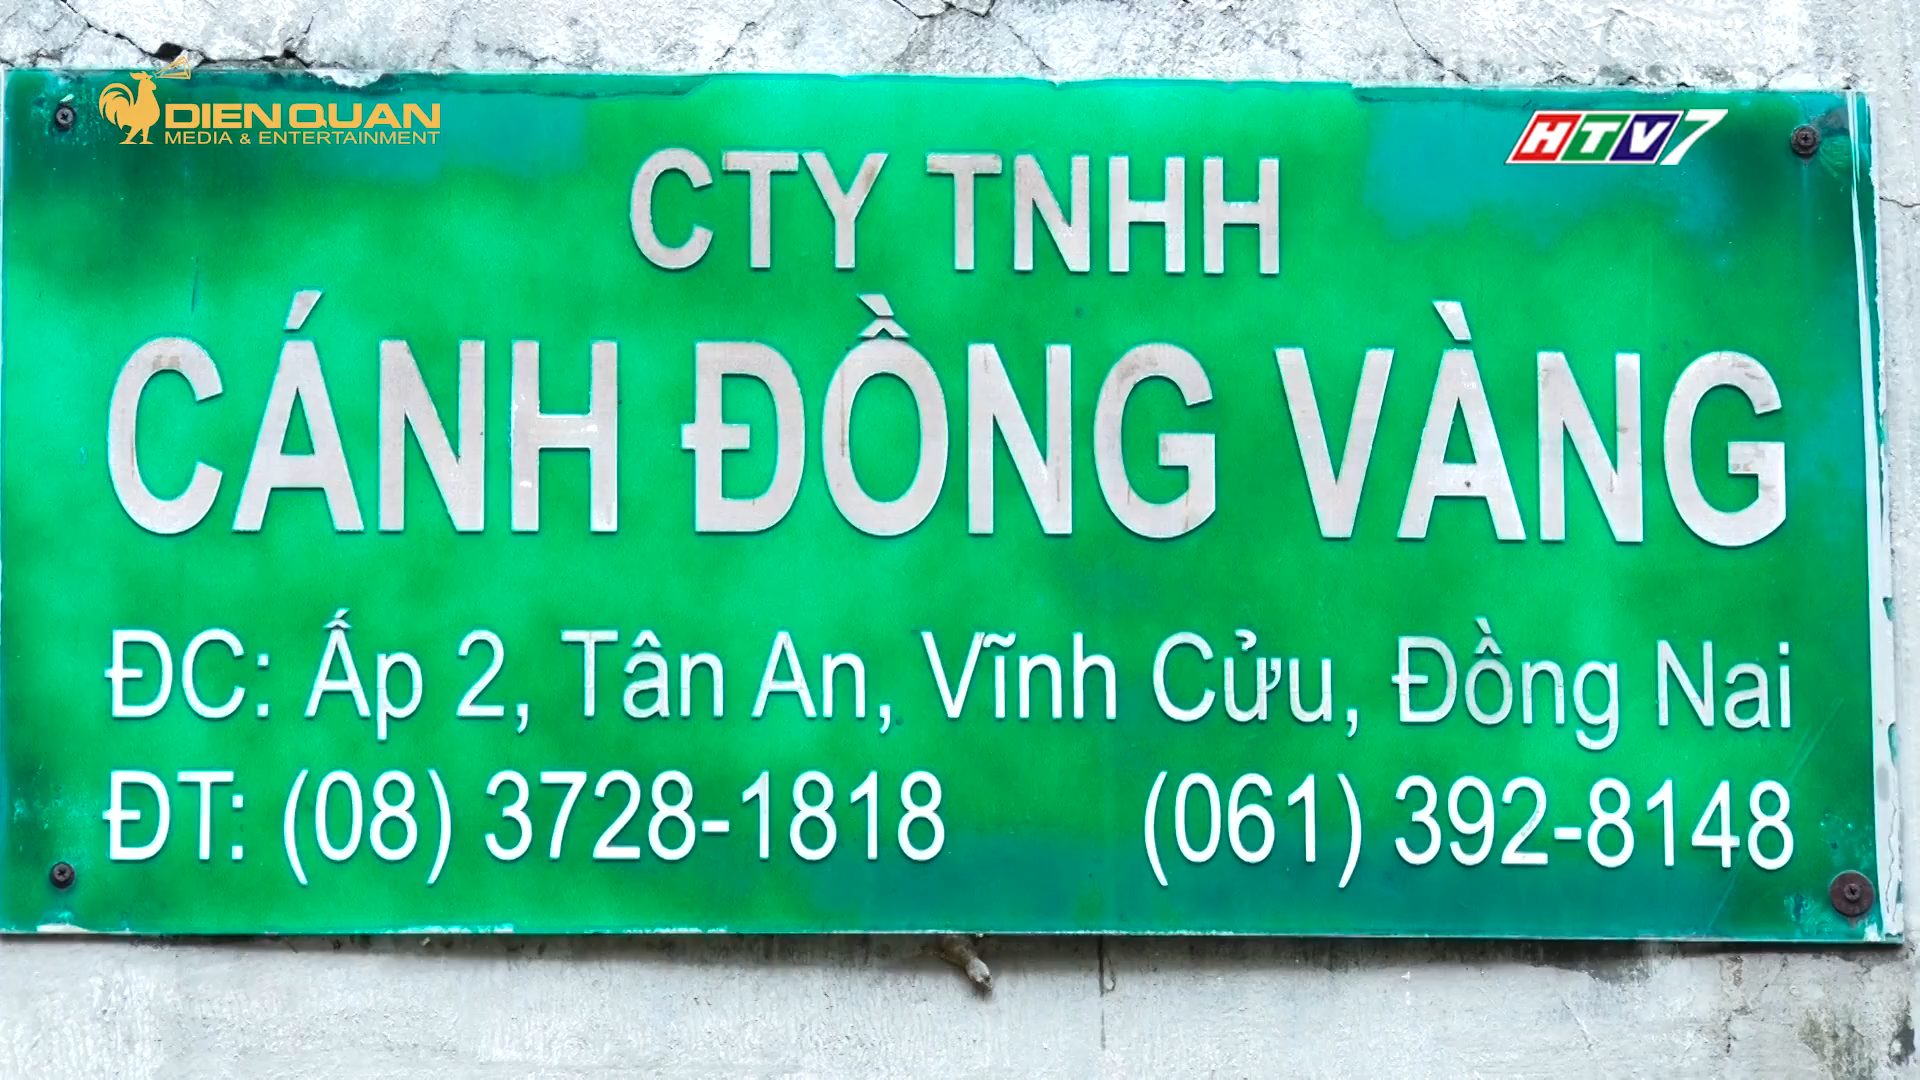 DIEN QUAN
MEDIA & ENTERTAINMENT
HTV7
CTY TNHH
CÁNH ĐỒNG VÀNG
ĐC: Ấp 2, Tân An, Vĩnh Cửu, Đồng Nai
ĐT: (08) 3728-1818 (061) 392-8148